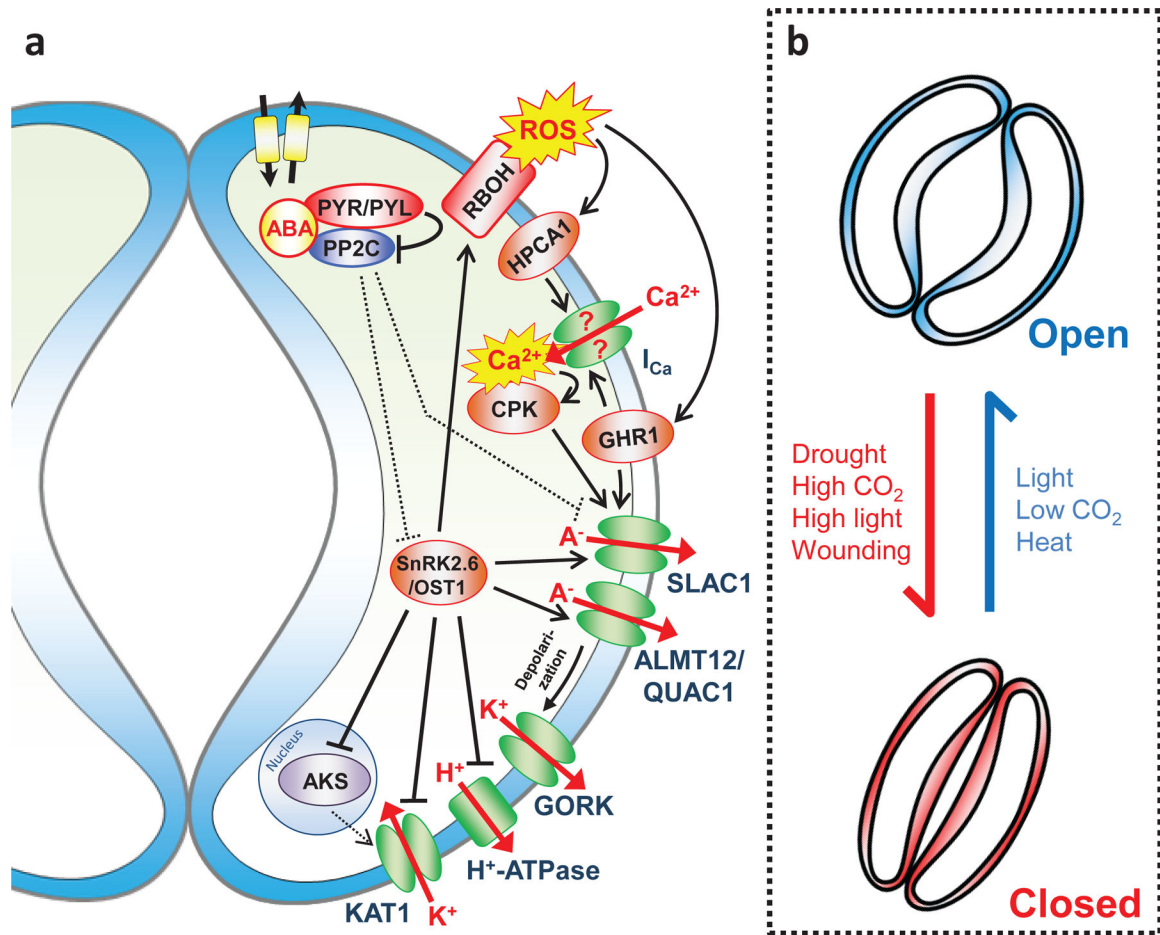 a
ROS
RBOH
PYR/PYL
ABA
PP2C
HPCA1
Ca²⁺
?
?
Ca²⁺
I_Ca
CPK
GHR1
A⁻
SnRK2.6
/OST1
SLAC1
A⁻
ALMT12/
QUAC1
Depolari-
zation
K⁺
Nucleus
AKS
H⁺
GORK
H⁺-ATPase
KAT1
K⁺
b
Open
Drought
High CO₂
High light
Wounding
Light
Low CO₂
Heat
Closed